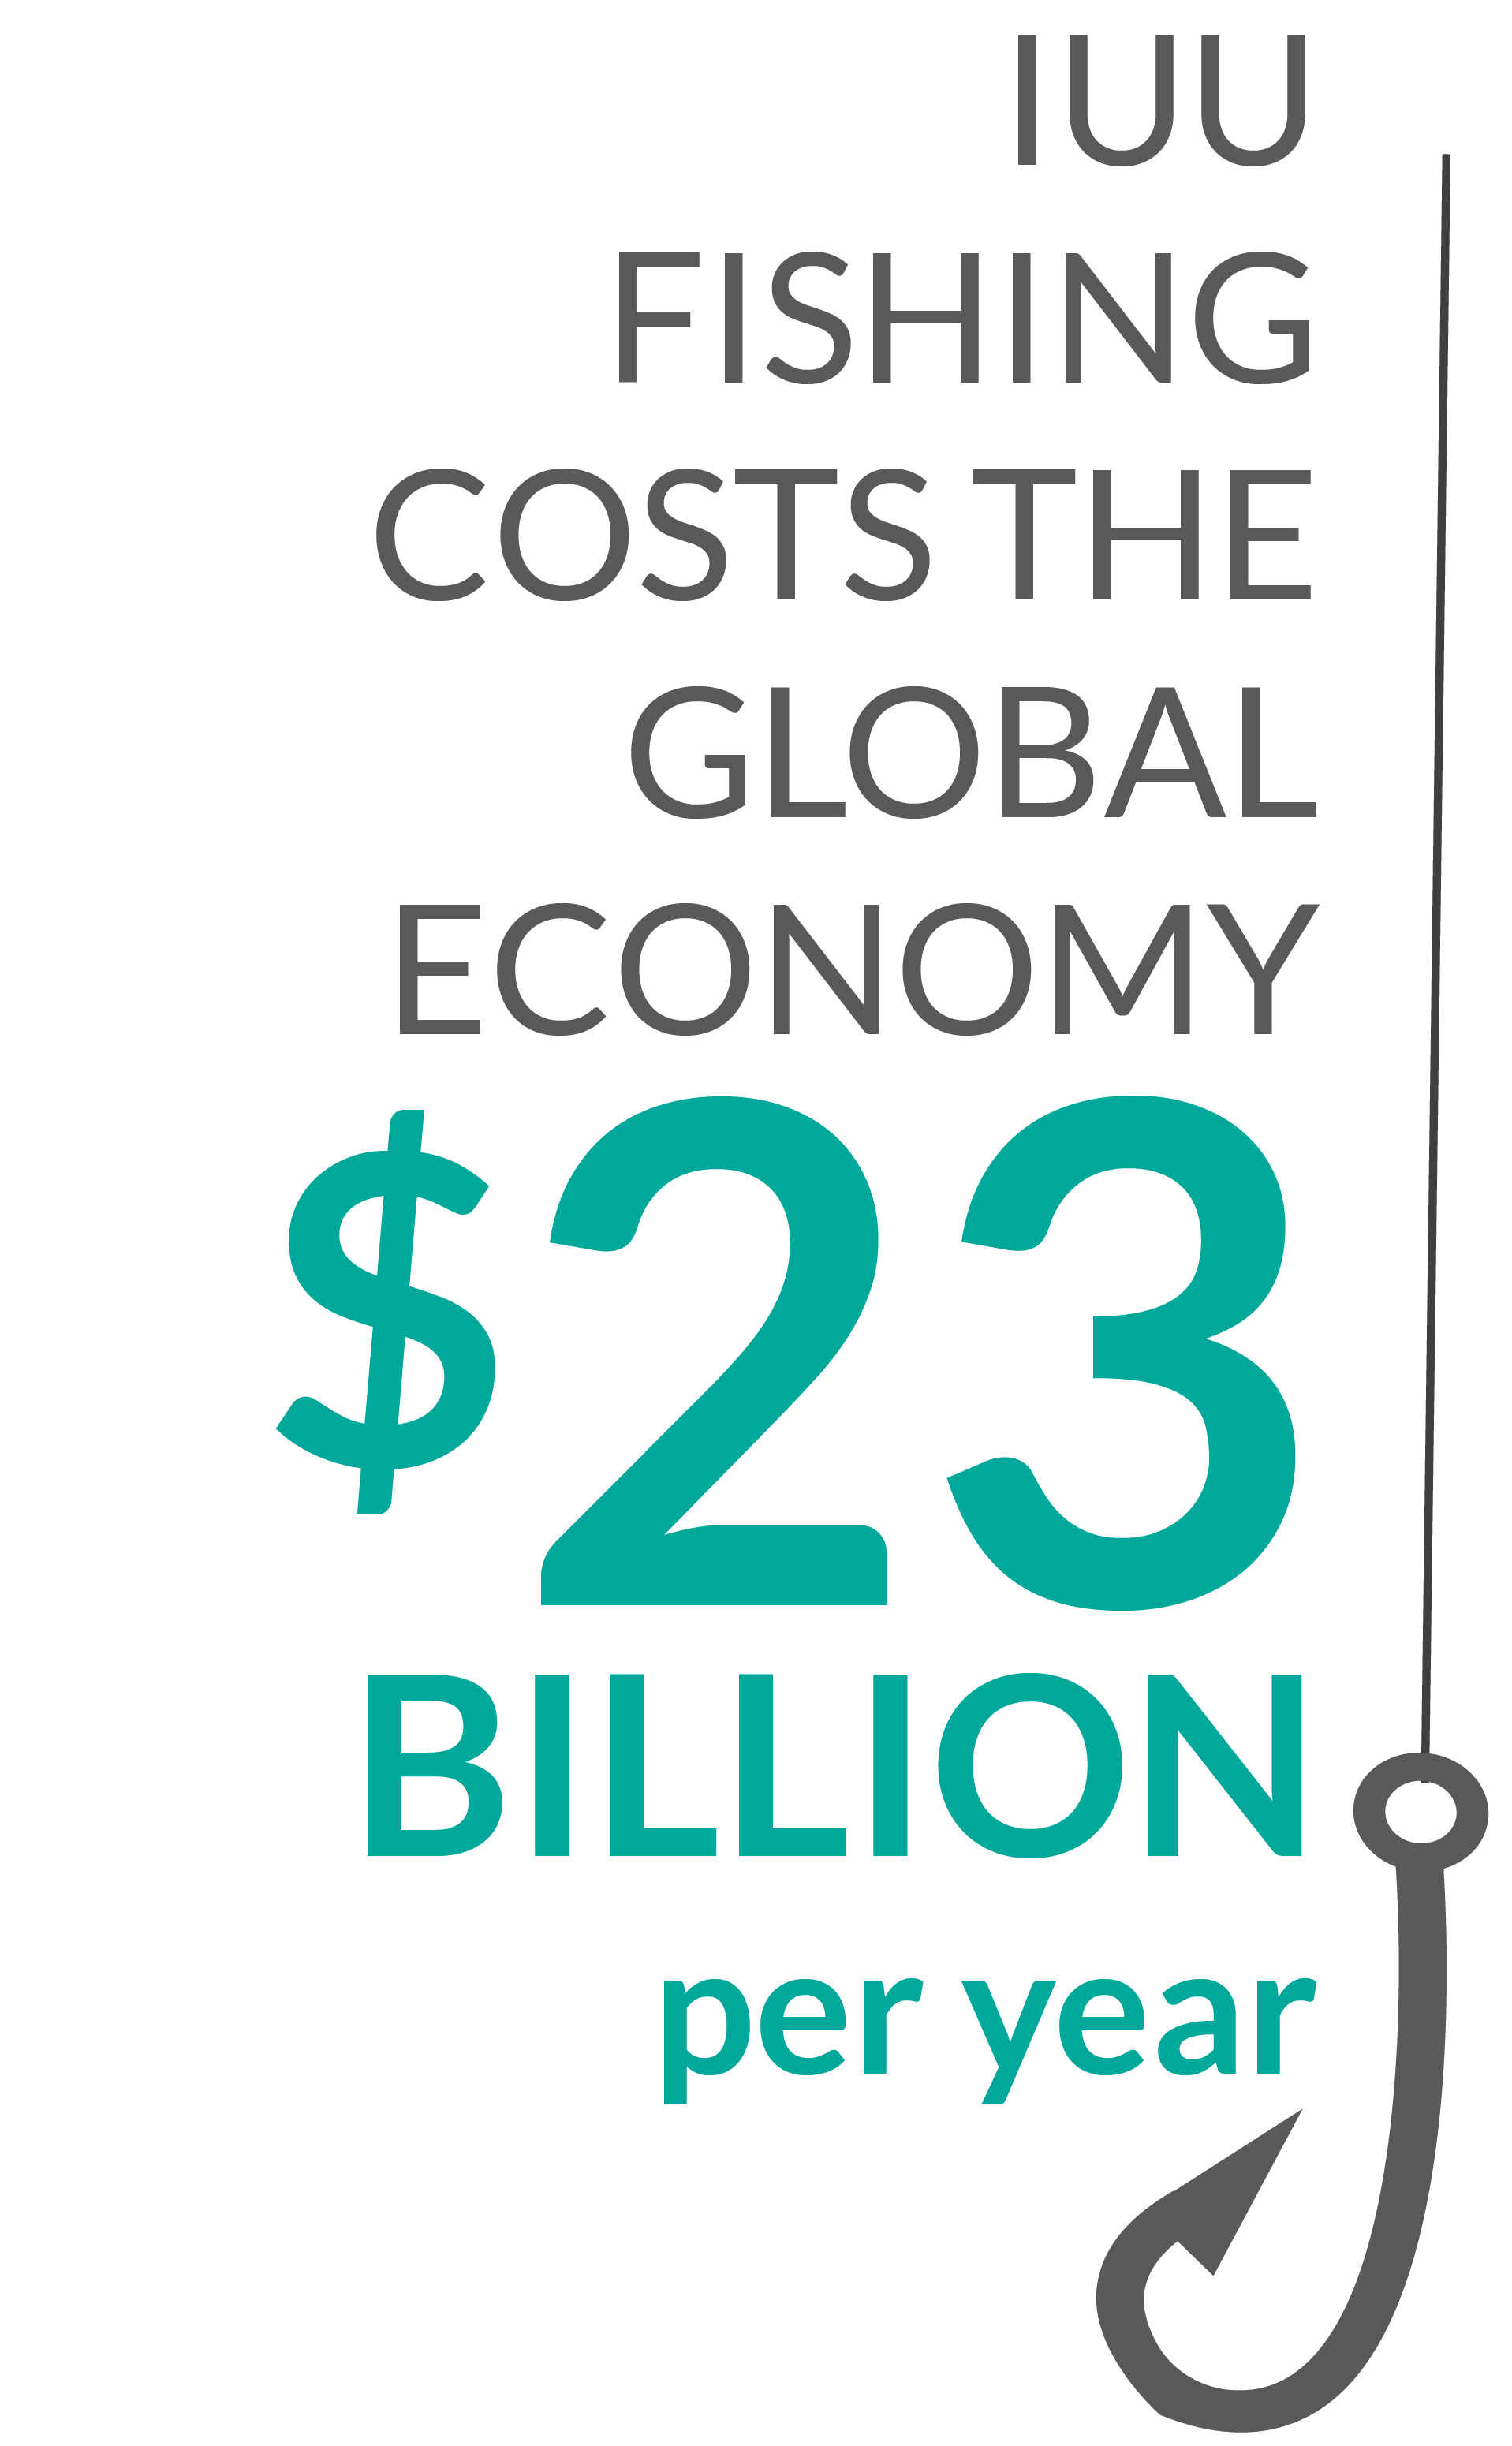 IUU
FISHING
COSTS THE
GLOBAL
ECONOMY
$23
BILLION
per year